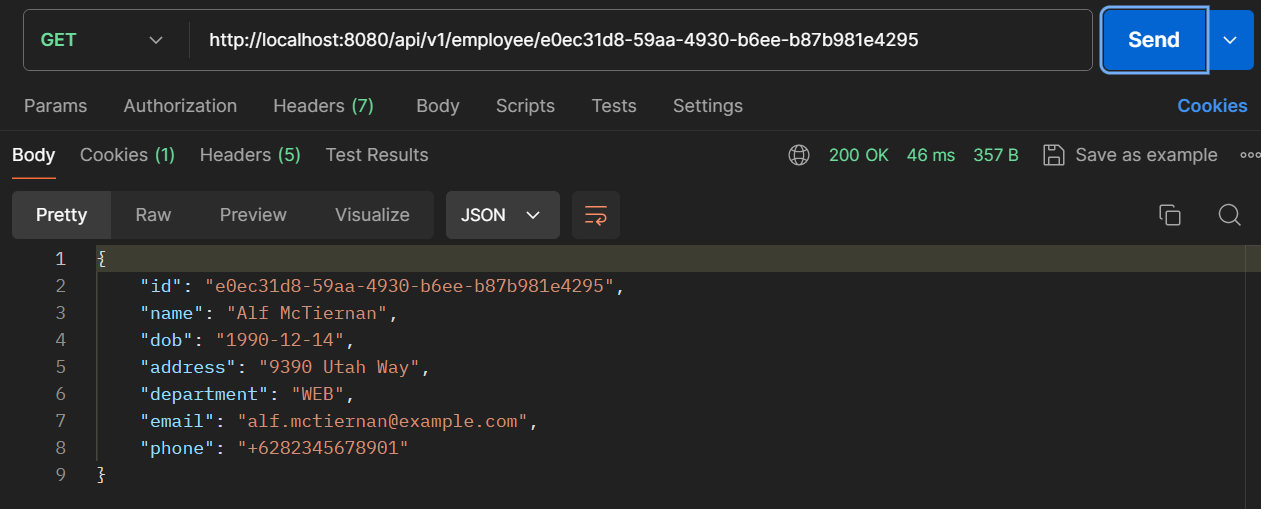 GET http://localhost:8080/api/v1/employee/e0ec31d8-59aa-4930-b6ee-b87b981e4295 Send
Params Authorization Headers (7) Body Scripts Tests Settings Cookies
Body Cookies (1) Headers (5) Test Results 200 OK 46 ms 357 B Save as example
Pretty Raw Preview Visualize JSON
1 {
2 "id": "e0ec31d8-59aa-4930-b6ee-b87b981e4295",
3 "name": "Alf McTiernan",
4 "dob": "1990-12-14",
5 "address": "9390 Utah Way",
6 "department": "WEB",
7 "email": "alf.mctiernan@example.com",
8 "phone": "+6282345678901"
9 }